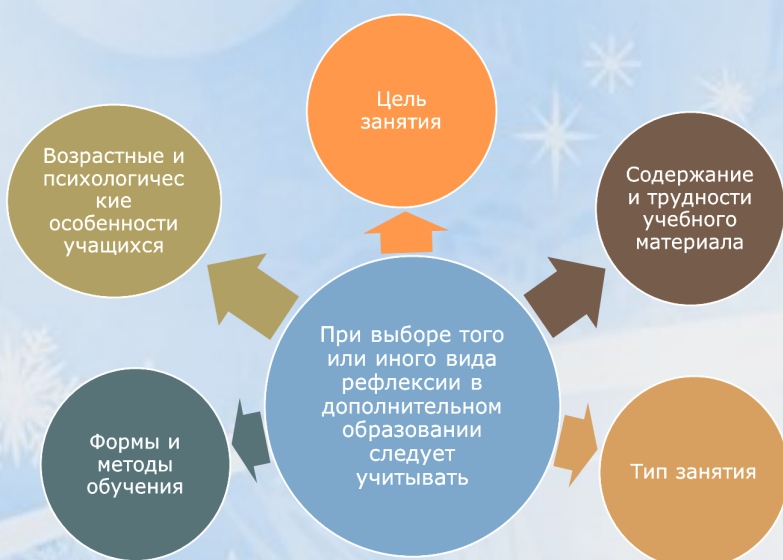 Цель
занятия
Возрастные и
психологичес
кие
особенности
учащихся
Содержание
и трудности
учебного
материала
При выборе того
или иного вида
рефлексии в
дополнительном
образовании
следует
учитывать
Формы и
методы
обучения
Тип занятия